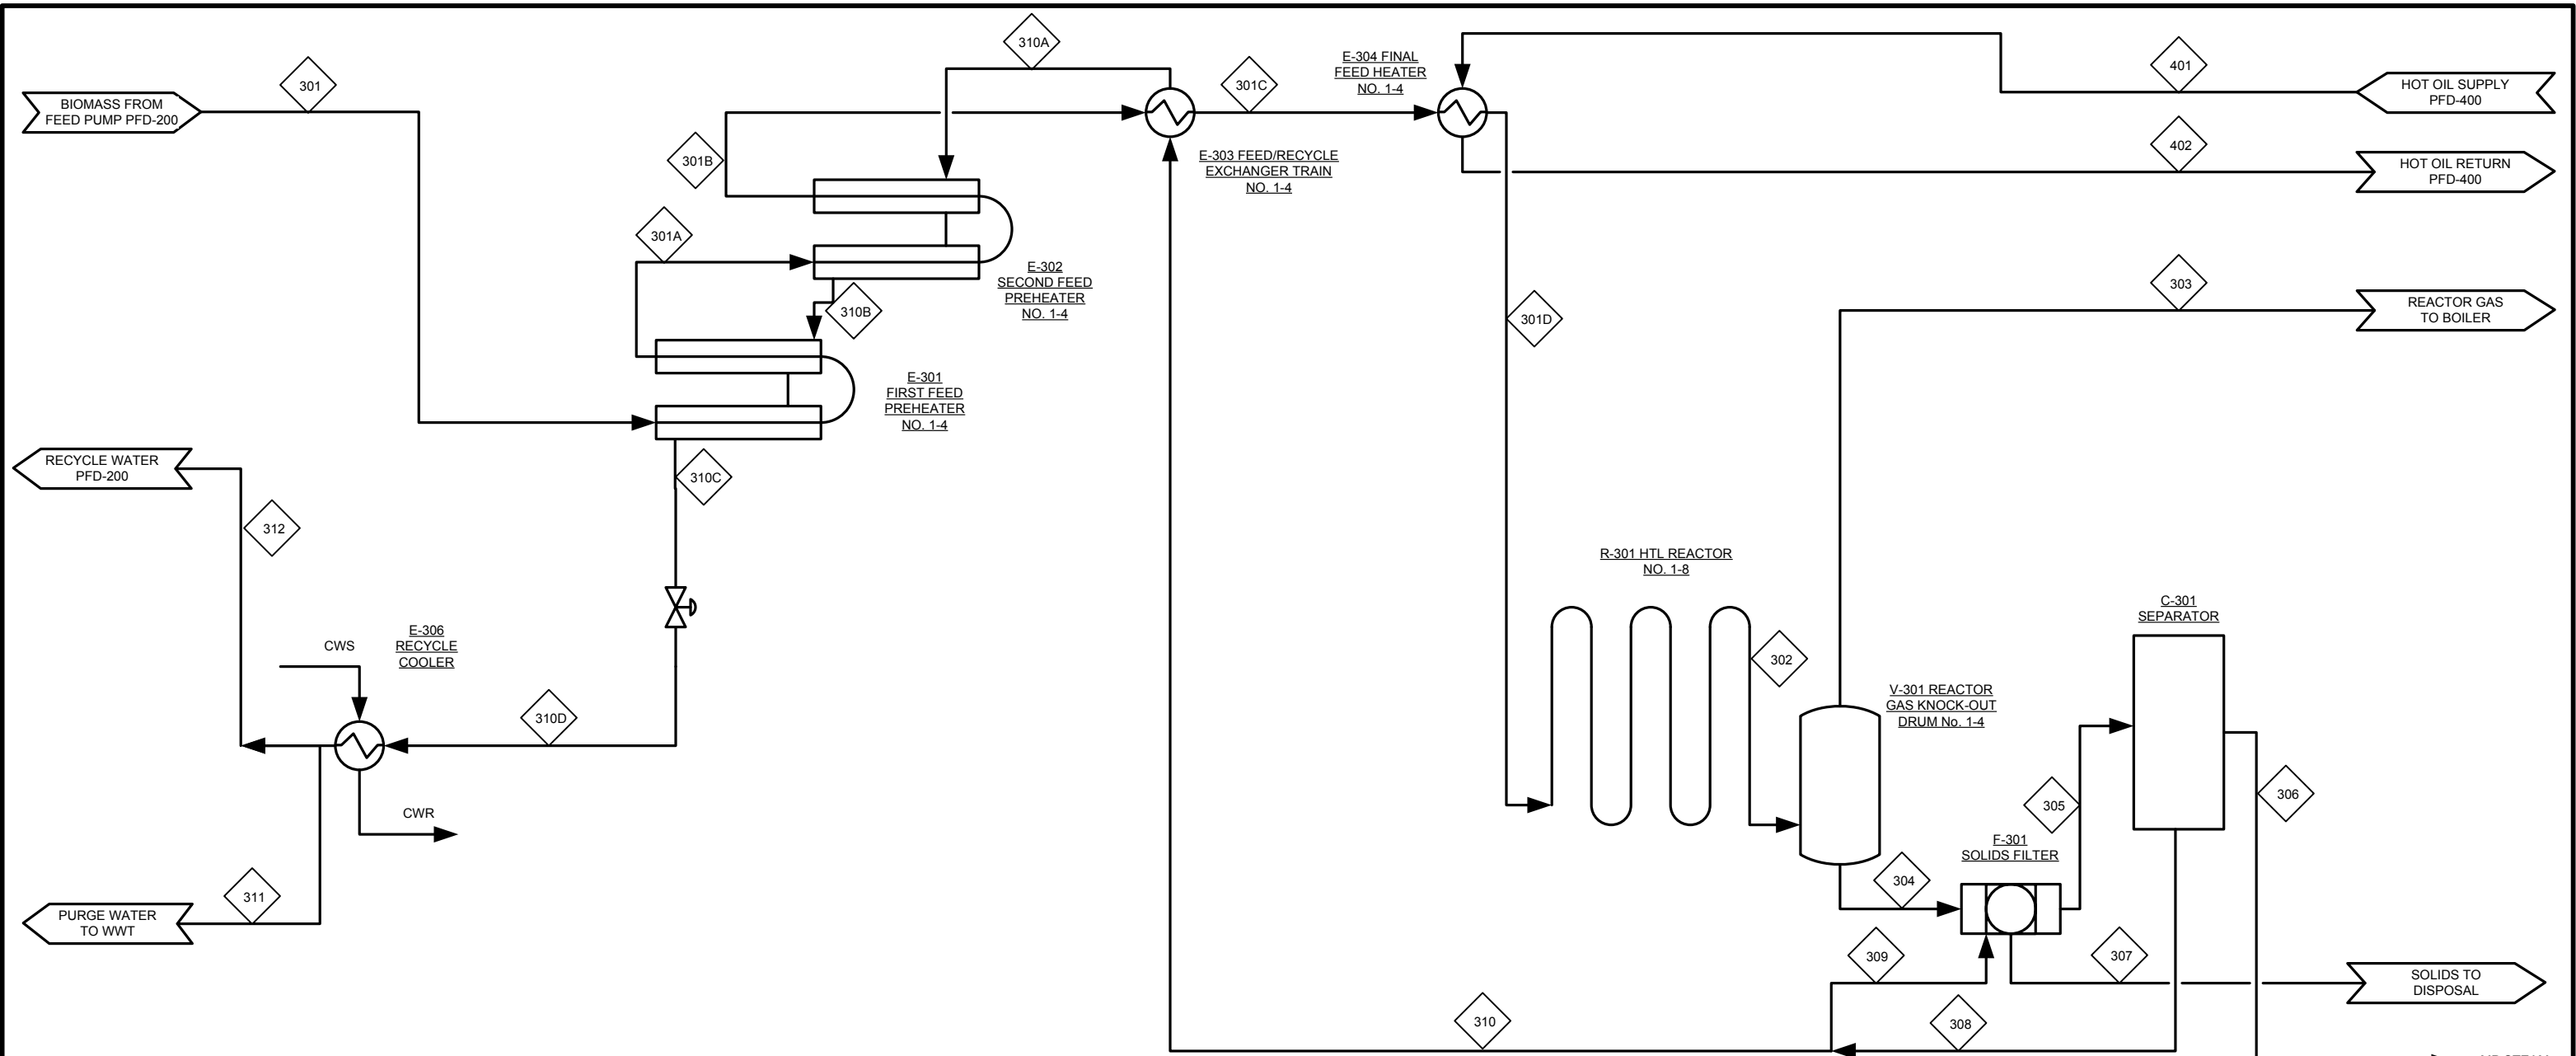 310A
301
301C
E-304 FINAL
FEED HEATER
NO. 1-4
401
BIOMASS FROM
FEED PUMP PFD-200
HOT OIL SUPPLY
PFD-400
301B
E-303 FEED/RECYCLE
EXCHANGER TRAIN
NO. 1-4
402
HOT OIL RETURN
PFD-400
301A
E-302
SECOND FEED
PREHEATER
NO. 1-4
310B
301D
303
REACTOR GAS
TO BOILER
E-301
FIRST FEED
PREHEATER
NO. 1-4
RECYCLE WATER
PFD-200
310C
312
R-301 HTL REACTOR
NO. 1-8
C-301
SEPARATOR
CWS
E-306
RECYCLE
COOLER
302
310D
V-301 REACTOR
GAS KNOCK-OUT
DRUM No. 1-4
305
306
CWR
F-301
SOLIDS FILTER
304
311
PURGE WATER
TO WWT
309
307
SOLIDS TO
DISPOSAL
310
308